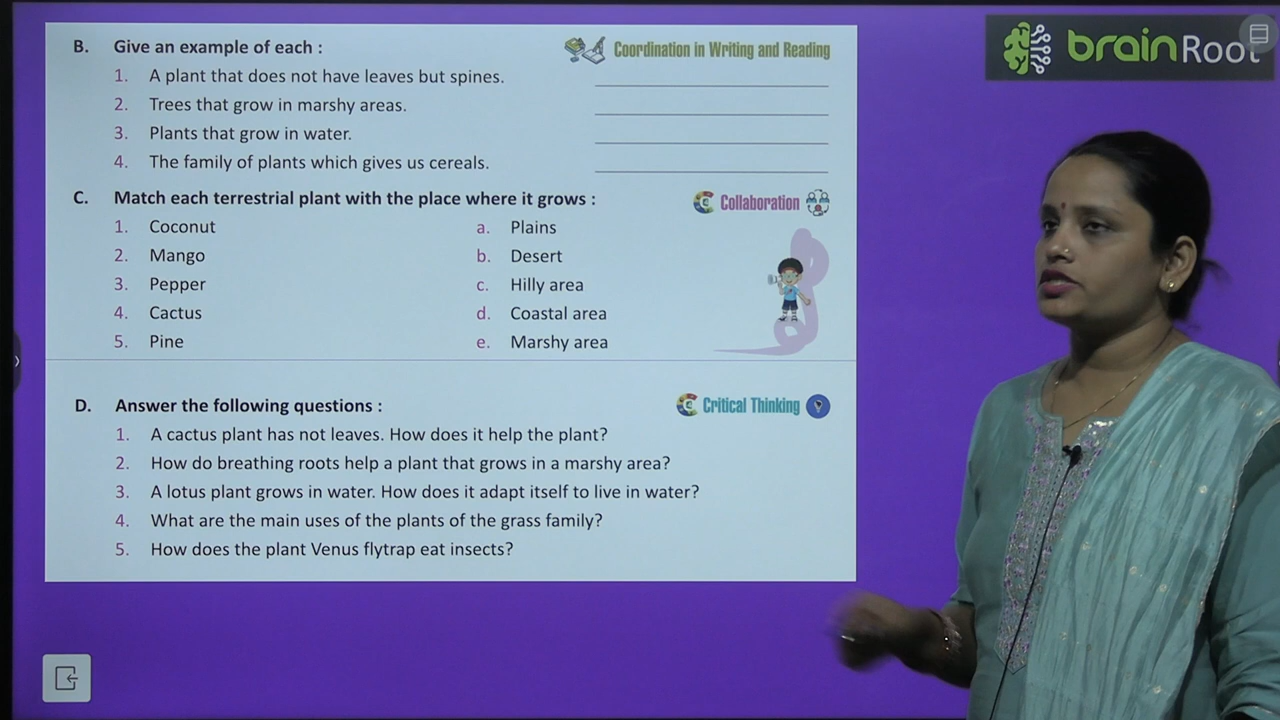 brainRoot
B. Give an example of each :
Coordination in Writing and Reading
1. A plant that does not have leaves but spines.
2. Trees that grow in marshy areas.
3. Plants that grow in water.
4. The family of plants which gives us cereals.
C. Match each terrestrial plant with the place where it grows :
Collaboration
1. Coconut a. Plains
2. Mango b. Desert
3. Pepper c. Hilly area
4. Cactus d. Coastal area
5. Pine e. Marshy area
D. Answer the following questions :
Critical Thinking
1. A cactus plant has not leaves. How does it help the plant?
2. How do breathing roots help a plant that grows in a marshy area?
3. A lotus plant grows in water. How does it adapt itself to live in water?
4. What are the main uses of the plants of the grass family?
5. How does the plant Venus flytrap eat insects?